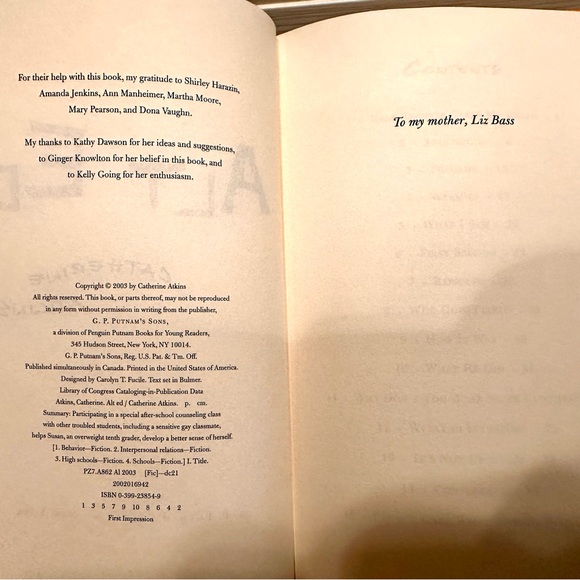 For their help with this book, my gratitude to Shirley Harazin,
Amanda Jenkins, Ann Manheimer, Martha Moore,
Mary Pearson, and Dona Vaughn.
My thanks to Kathy Dawson for her ideas and suggestions,
to Ginger Knowlton for her belief in this book, and
to Kelly Going for her enthusiasm.
Copyright © 2003 by Catherine Atkins
All rights reserved. This book, or parts thereof, may not be reproduced
in any form without permission in writing from the publisher,
G. P. PUTNAM'S SONS,
a division of Penguin Putnam Books for Young Readers,
345 Hudson Street, New York, NY 10014.
G. P. Putnam's Sons, Reg. U.S. Pat. & Tm. Off.
Published simultaneously in Canada. Printed in the United States of America.
Designed by Carolyn T. Fucile. Text set in Bulmer.
Library of Congress Cataloging-in-Publication Date
Atkins, Catherine. Alt ed / Catherine Atkins. p. cm.
Summary: Participating in a special after-school counseling class
with other troubled students, including a sensitive gay classmate,
helps Susan, an overweight tenth grader, develop a better sense of herself.
[1. Behavior—Fiction. 2. Interpersonal relations—Fiction.
3. High schools—Fiction. 4. Schools—Fiction.] I. Title.
PZ7.A862 Al 2003 [Fic]—dc21
2002016942
ISBN 0-399-23854-9
1 3 5 7 9 10 8 6 4 2
First Impression
To my mother, Liz Bass